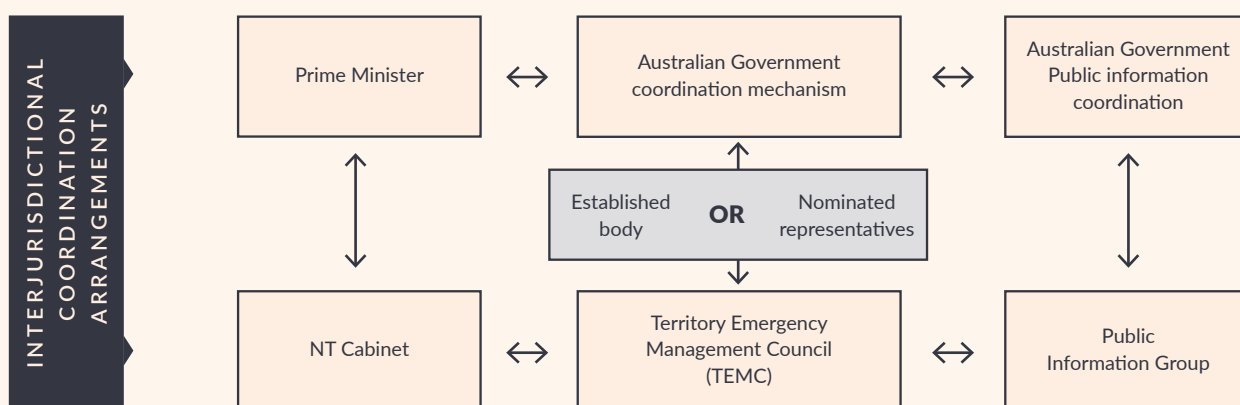 INTERJURISDICTIONAL
COORDINATION
ARRANGEMENTS
Prime Minister
Australian Government
coordination mechanism
Australian Government
Public information
coordination
Established
body
OR
Nominated
representatives
NT Cabinet
Territory Emergency
Management Council
(TEMC)
Public
Information Group